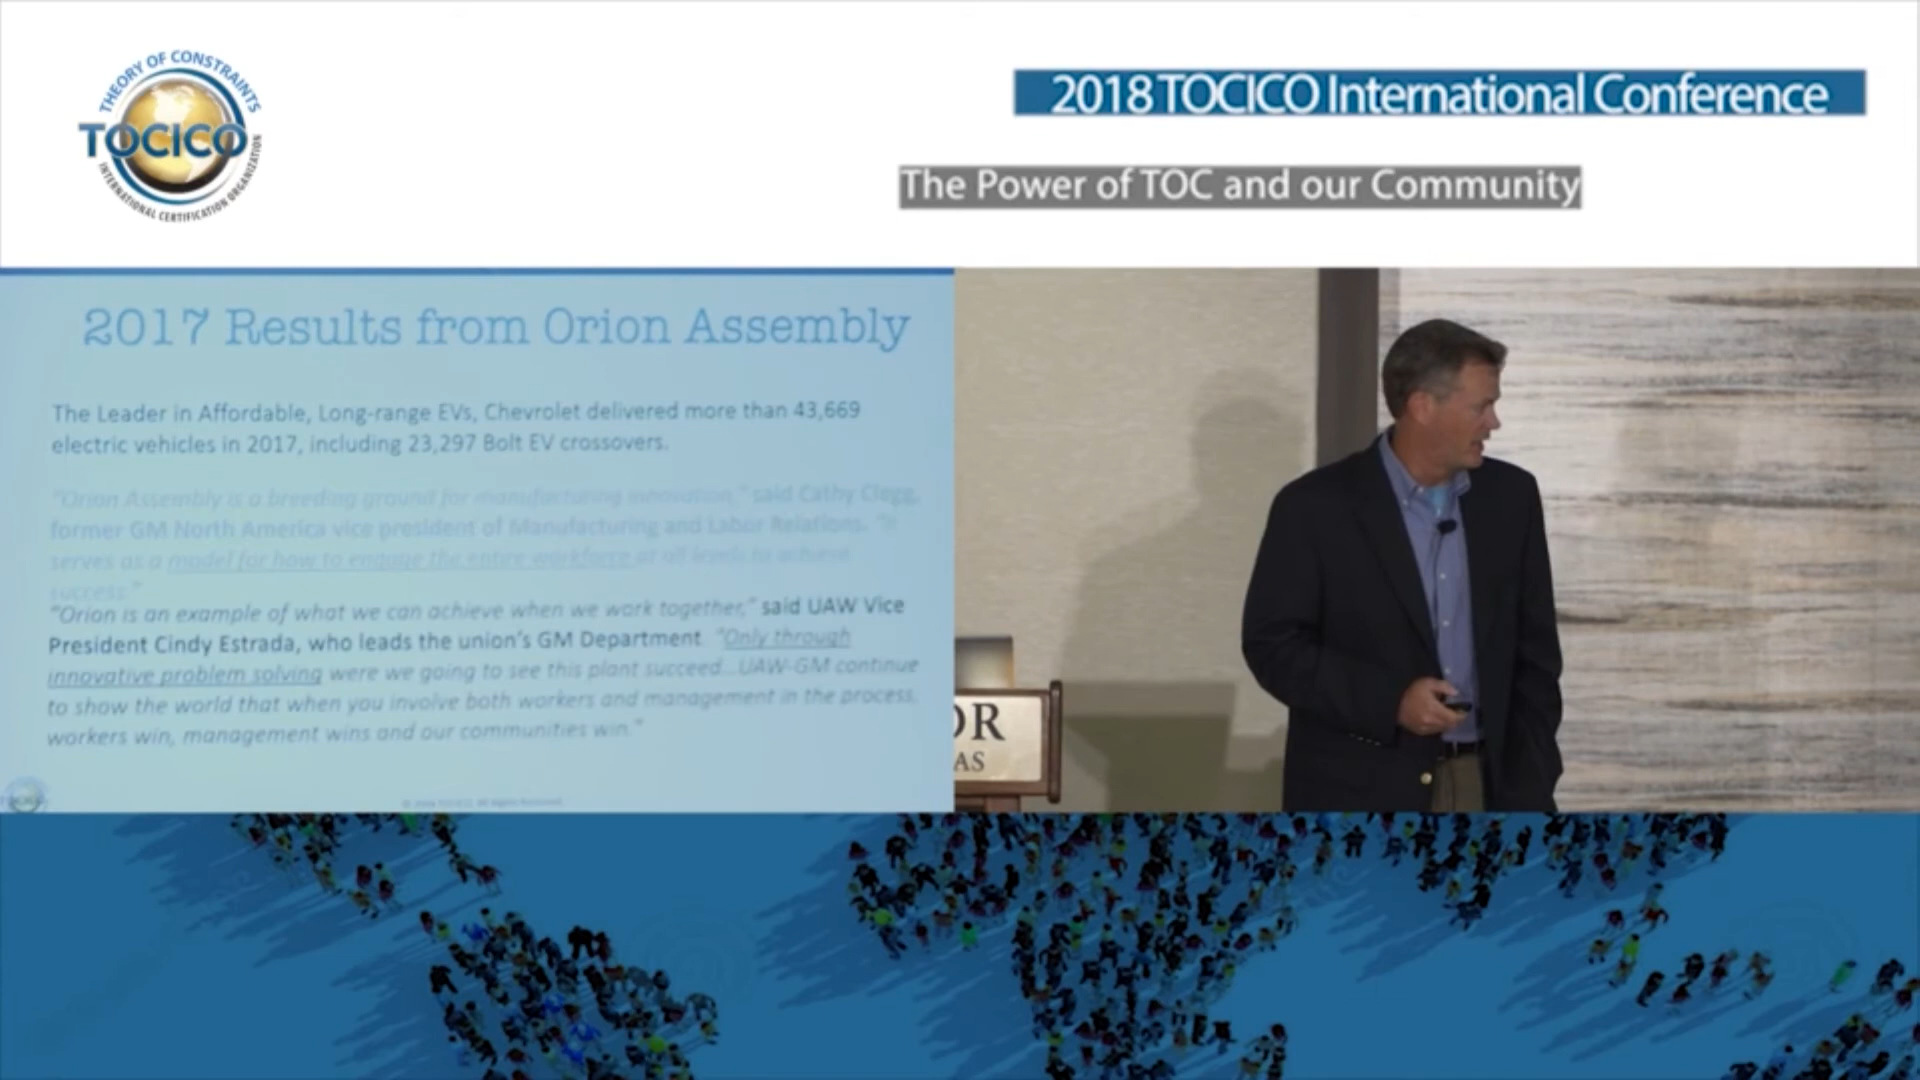 THEORY OF CONSTRAINTS
TOCICO
INTERNATIONAL CERTIFICATION ORGANIZATION
2018 TOCICO International Conference
The Power of TOC and our Community
2017 Results from Orion Assembly
The Leader in Affordable, Long-range EVs, Chevrolet delivered more than 43,669
electric vehicles in 2017, including 23,297 Bolt EV crossovers.
"Orion Assembly is a breeding ground for manufacturing innovation," said Cathy Clegg,
former GM North America vice president of Manufacturing and Labor Relations. "It
serves as a model for how to engage the entire workforce at all levels to achieve
success."
"Orion is an example of what we can achieve when we work together," said UAW Vice
President Cindy Estrada, who leads the union's GM Department. "Only through
innovative problem solving were we going to see this plant succeed...UAW-GM continue
to show the world that when you involve both workers and management in the process,
workers win, management wins and our communities win."
OR
AS